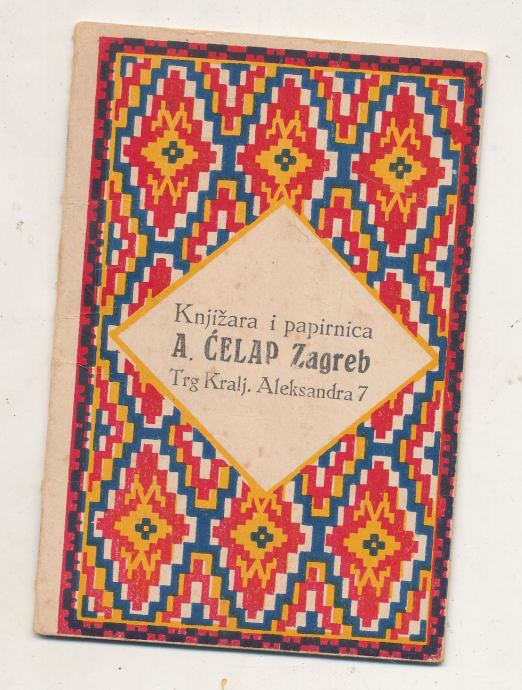 Knjižara i papirnica
A. ĆELAP Zagreb
Trg Kralj. Aleksandra 7